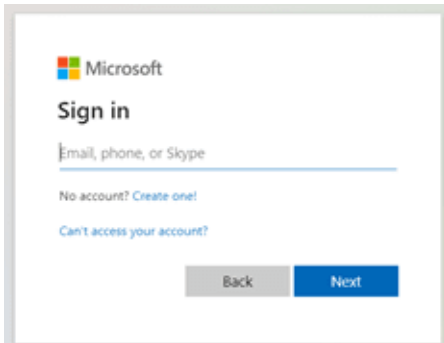 Microsoft
Sign in
Email, phone, or Skype
No account? Create one!
Can't access your account?
Back Next